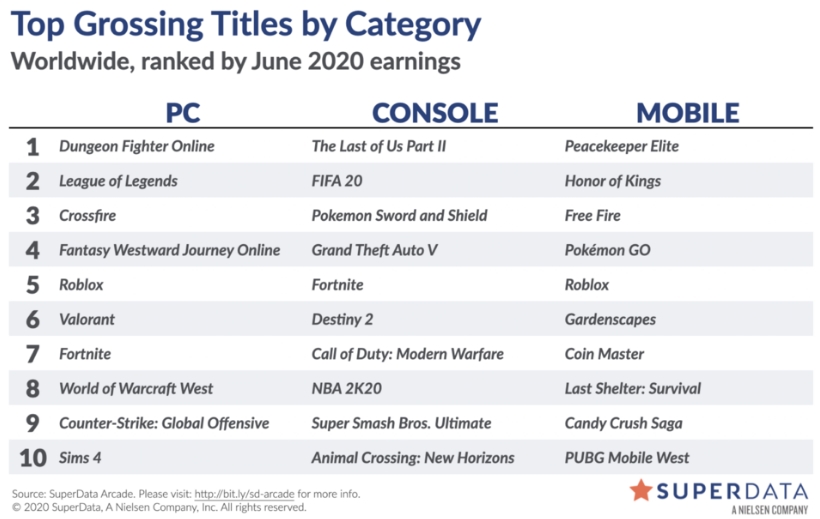 Top Grossing Titles by Category
Worldwide, ranked by June 2020 earnings
PC CONSOLE MOBILE
1 Dungeon Fighter Online The Last of Us Part II Peacekeeper Elite
2 League of Legends FIFA 20 Honor of Kings
3 Crossfire Pokemon Sword and Shield Free Fire
4 Fantasy Westward Journey Online Grand Theft Auto V Pokémon GO
5 Roblox Fortnite Roblox
6 Valorant Destiny 2 Gardenscapes
7 Fortnite Call of Duty: Modern Warfare Coin Master
8 World of Warcraft West NBA 2K20 Last Shelter: Survival
9 Counter-Strike: Global Offensive Super Smash Bros. Ultimate Candy Crush Saga
10 Sims 4 Animal Crossing: New Horizons PUBG Mobile West
Source: SuperData Arcade. Please visit: http://bit.ly/sd-arcade for more info.
© 2020 SuperData, A Nielsen Company, Inc. All rights reserved.
SUPERDATA
A NIELSEN COMPANY